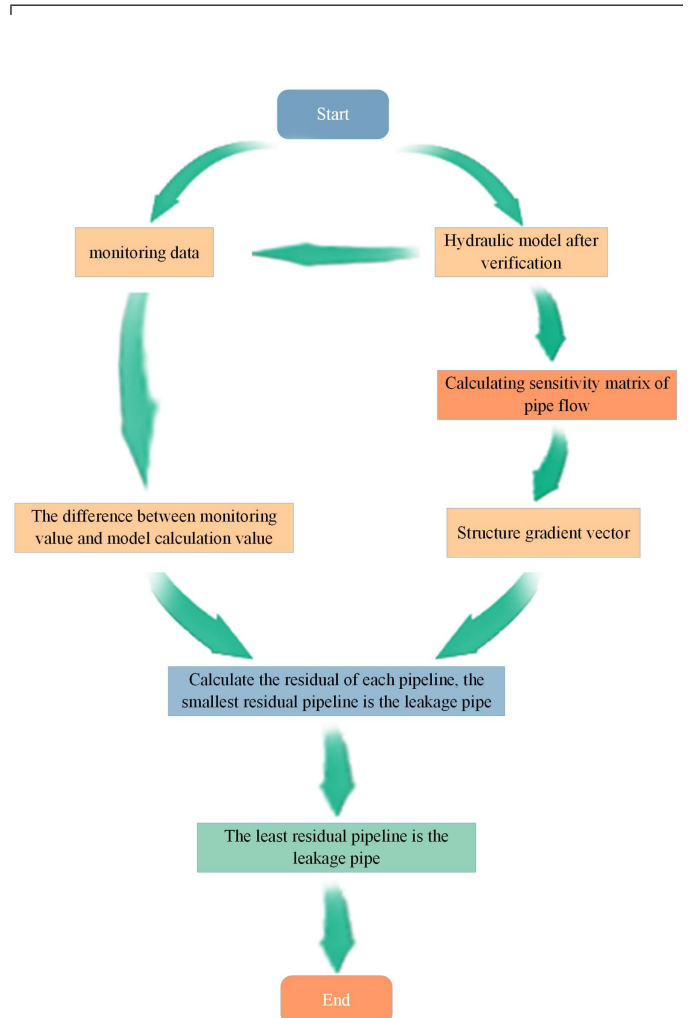 Start
monitoring data
Hydraulic model after
verification
Calculating sensitivity matrix of
pipe flow
The difference between monitoring
value and model calculation value
Structure gradient vector
Calculate the residual of each pipeline, the
smallest residual pipeline is the leakage pipe
The least residual pipeline is the
leakage pipe
End